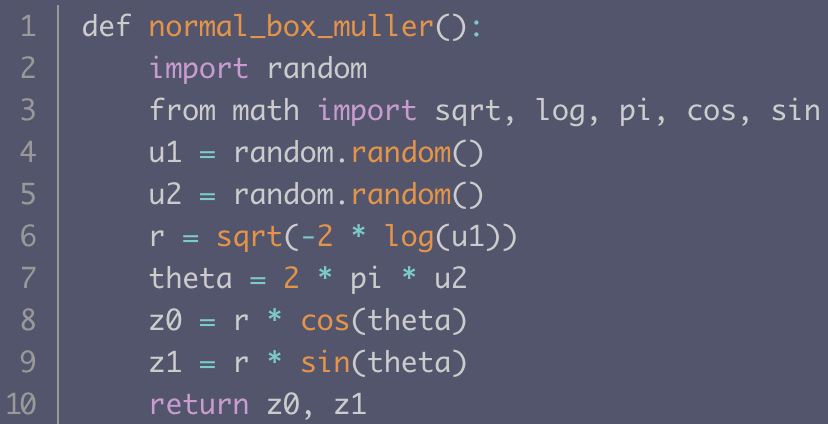 1 def normal_box_muller():
2     import random
3     from math import sqrt, log, pi, cos, sin
4     u1 = random.random()
5     u2 = random.random()
6     r = sqrt(-2 * log(u1))
7     theta = 2 * pi * u2
8     z0 = r * cos(theta)
9     z1 = r * sin(theta)
10     return z0, z1